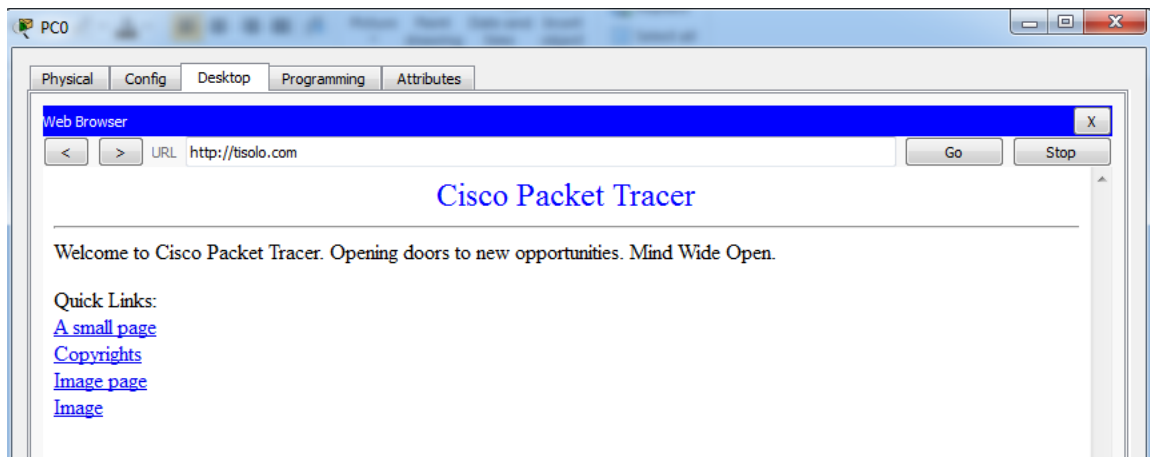 PC0
Physical Config Desktop Programming Attributes
Web Browser X
< > URL http://tisolo.com Go Stop
Cisco Packet Tracer
Welcome to Cisco Packet Tracer. Opening doors to new opportunities. Mind Wide Open.
Quick Links:
A small page
Copyrights
Image page
Image